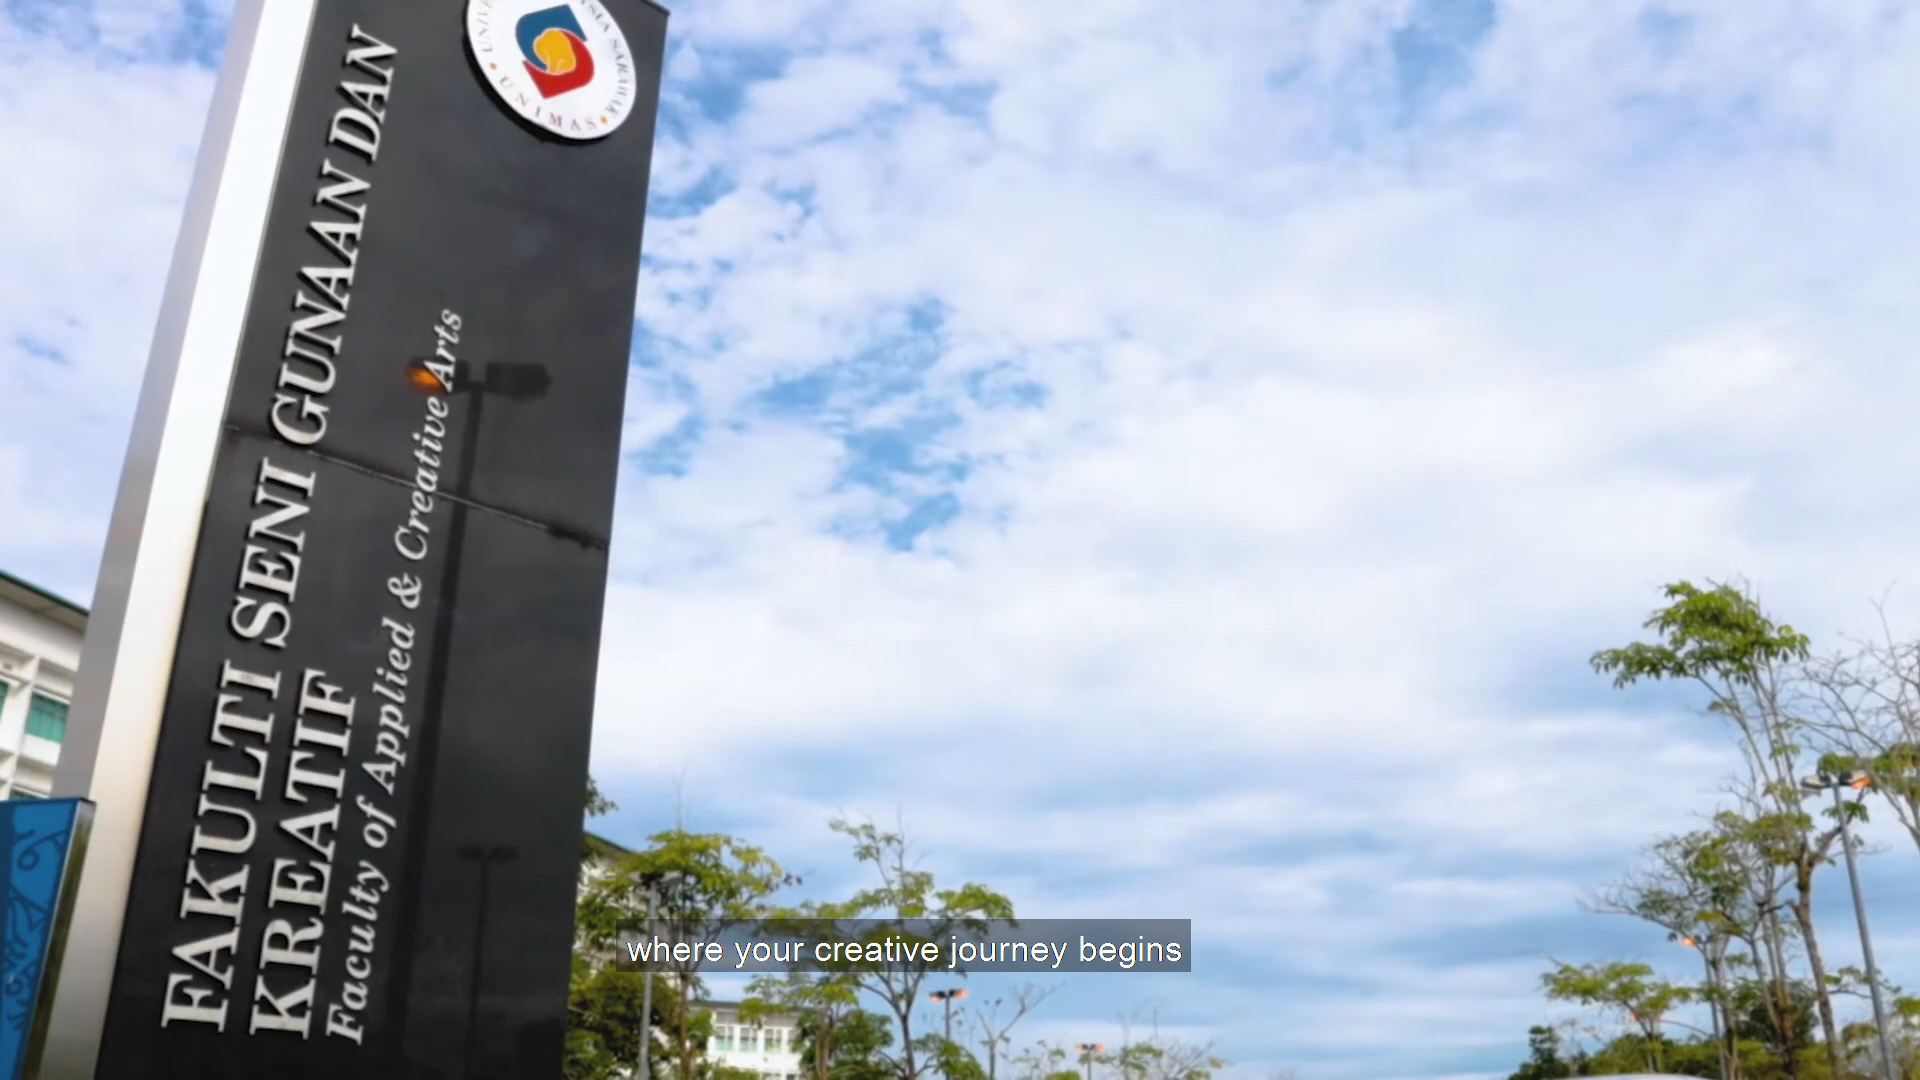 UNIMAS
FAKULTI SENI GUNAAN DAN
KREATIF
Faculty of Applied & Creative Arts
where your creative journey begins